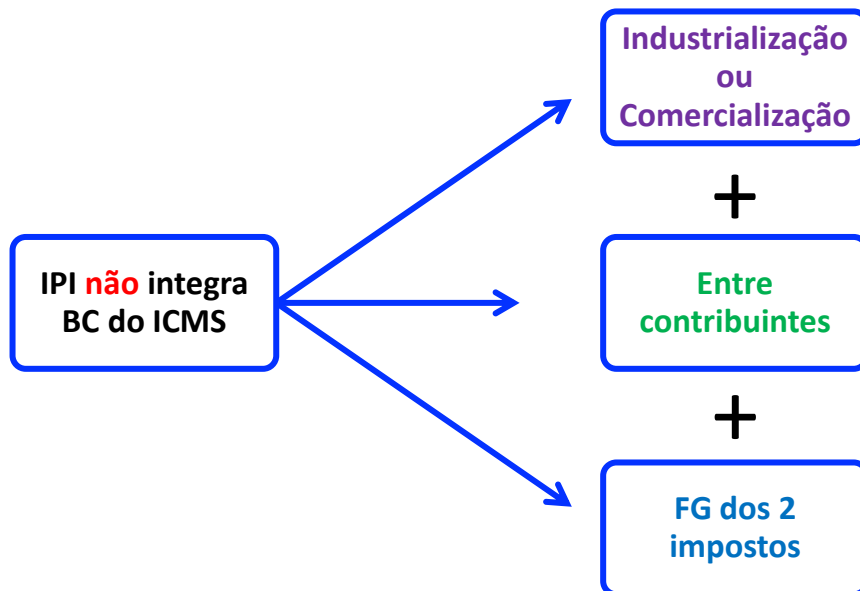 Industrialização
ou
Comercialização
+
IPI não integra
BC do ICMS
Entre
contribuintes
+
FG dos 2
impostos